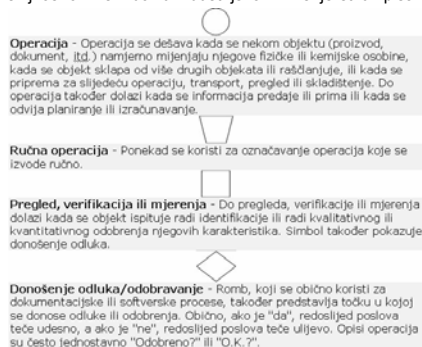 Operacija - Operacija se dešava kada se nekom objektu (proizvod,
dokument, itd.) namjerno mijenjaju njegove fizičke ili kemijske osobine,
kada se objekt sklapa od više drugih objekata ili raščlanjuje, ili kada se
priprema za slijedeću operaciju, transport, pregled ili skladištenje. Do
operacija također dolazi kada se informacija predaje ili prima ili kada se
odvija planiranje ili izračunavanje.
Ručna operacija - Ponekad se koristi za označavanje operacija koje se
izvode ručno.
Pregled, verifikacija ili mjerenja - Do pregleda, verifikacije ili mjerenja
dolazi kada se objekt ispituje radi identifikacije ili radi kvalitativnog ili
kvantitativnog odobrenja njegovih karakteristika. Simbol također pokazuje
donošenje odluka.
Donošenje odluka/odobravanje - Romb, koji se obično koristi za
dokumentacijske ili softverske procese, također predstavlja točku u kojoj
se donose odluke ili odobrenja. Obično, ako je "da", redoslijed poslova
teče udesno, a ako je "ne", redoslijed poslova teče ulijevo. Opisi operacija
su često jednostavno "Odobreno?" ili "O.K.?".